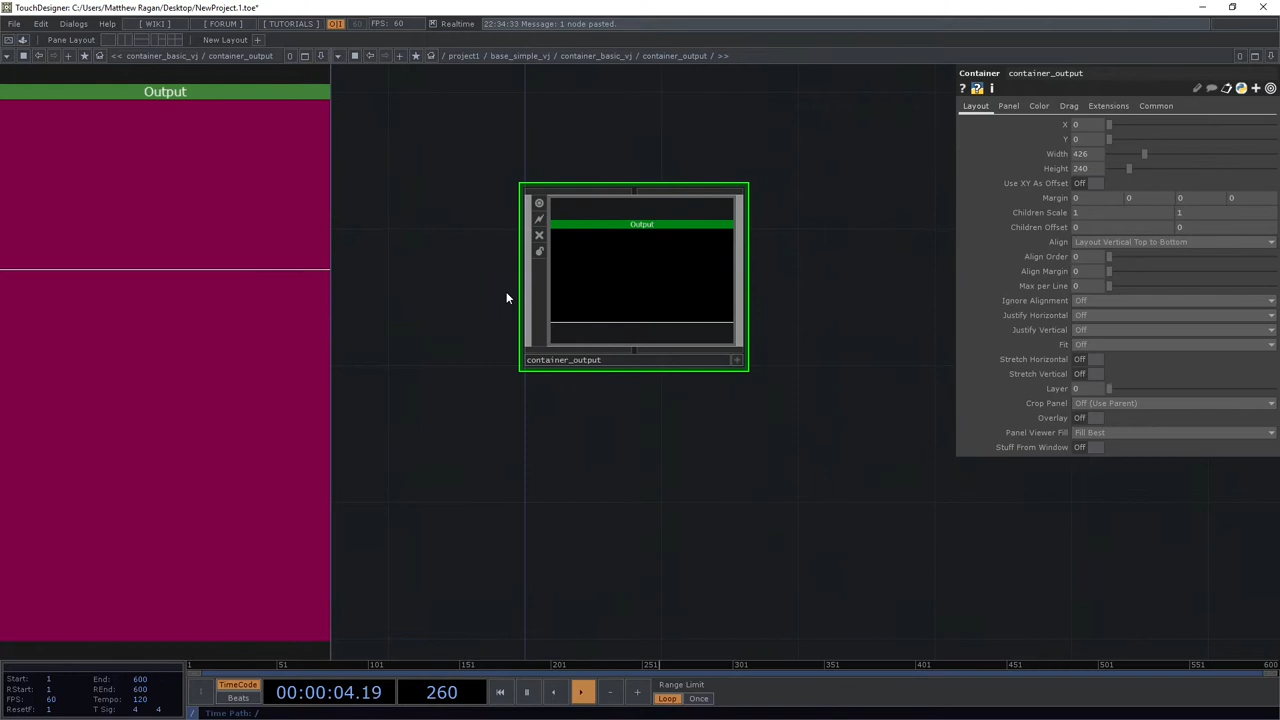 TouchDesigner: C:/Users/Matthew Ragan/Desktop/NewProject.1.toe*
File Edit Dialogs Help [ WIKI ] [ FORUM ] [ TUTORIALS ] O|I 60 FPS: 60 Realtime 22:34:33 Message: 1 node pasted.
Pane Layout New Layout +
<< container_basic_vj / container_output 0
/ project1 / base_simple_vj / container_basic_vj / container_output / >> 0
Output
Output
container_output
Container container_output
? ? i
Layout Panel Color Drag Extensions Common
X 0
Y 0
Width 426
Height 240
Use XY As Offset Off
Margin 0 0 0 0
Children Scale 1 1
Children Offset 0 0
Align Layout Vertical Top to Bottom
Align Order 0
Align Margin 0
Max per Line 0
Ignore Alignment Off
Justify Horizontal Off
Justify Vertical Off
Fit Off
Stretch Horizontal Off
Stretch Vertical Off
Layer 0
Crop Panel Off (Use Parent)
Overlay Off
Panel Viewer Fill Fill Best
Stuff From Window Off
1 51 101 151 201 251 301 351 401 451 501 551 600
Start: 1 End: 600
RStart: 1 REnd: 600
FPS: 60 Tempo: 120
ResetF: 1 T Sig: 4 4
TimeCode
Beats
00:00:04.19
260
Range Limit
Loop Once
/ Time Path: /